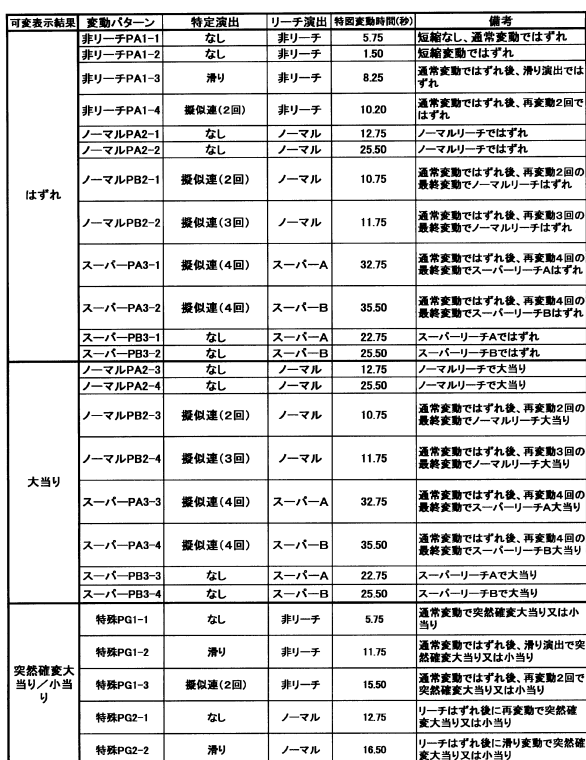 可変表示結果 変動パターン 特定演出 リーチ演出 特図変動時間(秒) 備考
はずれ
非リーチPA1-1 なし 非リーチ 5.75 短縮なし、通常変動ではずれ
非リーチPA1-2 なし 非リーチ 1.50 短縮変動ではずれ
非リーチPA1-3 滑り 非リーチ 8.25 通常変動ではずれ後、滑り演出では
ずれ
非リーチPA1-4 擬似連(2回) 非リーチ 10.20 通常変動ではずれ後、再変動2回で
はずれ
ノーマルPA2-1 なし ノーマル 12.75 ノーマルリーチではずれ
ノーマルPA2-2 なし ノーマル 25.50 ノーマルリーチではずれ
ノーマルPB2-1 擬似連(2回) ノーマル 10.75 通常変動ではずれ後、再変動2回の
最終変動でノーマルリーチはずれ
ノーマルPB2-2 擬似連(3回) ノーマル 11.75 通常変動ではずれ後、再変動3回の
最終変動でノーマルリーチはずれ
スーパーPA3-1 擬似連(4回) スーパーA 32.75 通常変動ではずれ後、再変動4回の
最終変動でスーパーリーチAはずれ
スーパーPA3-2 擬似連(4回) スーパーB 35.50 通常変動ではずれ後、再変動4回の
最終変動でスーパーリーチBはずれ
スーパーPB3-1 なし スーパーA 22.75 スーパーリーチAではずれ
スーパーPB3-2 なし スーパーB 25.50 スーパーリーチBではずれ
大当り
ノーマルPA2-3 なし ノーマル 12.75 ノーマルリーチで大当り
ノーマルPA2-4 なし ノーマル 25.50 ノーマルリーチで大当り
ノーマルPB2-3 擬似連(2回) ノーマル 10.75 通常変動ではずれ後、再変動2回の
最終変動でノーマルリーチ大当り
ノーマルPB2-4 擬似連(3回) ノーマル 11.75 通常変動ではずれ後、再変動3回の
最終変動でノーマルリーチ大当り
スーパーPA3-3 擬似連(4回) スーパーA 32.75 通常変動ではずれ後、再変動4回の
最終変動でスーパーリーチA大当り
スーパーPA3-4 擬似連(4回) スーパーB 35.50 通常変動ではずれ後、再変動4回の
最終変動でスーパーリーチB大当り
スーパーPB3-3 なし スーパーA 22.75 スーパーリーチAで大当り
スーパーPB3-4 なし スーパーB 25.50 スーパーリーチBで大当り
突然確変大
当り/小当
り
特殊PG1-1 なし 非リーチ 5.75 通常変動で突然確変大当り又は小
当り
特殊PG1-2 滑り 非リーチ 11.75 通常変動ではずれ後、滑り演出で突
然確変大当り又は小当り
特殊PG1-3 擬似連(2回) 非リーチ 15.50 通常変動ではずれ後、再変動2回で
突然確変大当り又は小当り
特殊PG2-1 なし ノーマル 12.75 リーチはずれ後に再変動で突然確
変大当り又は小当り
特殊PG2-2 滑り ノーマル 16.50 リーチはずれ後に滑り変動で突然確
変大当り又は小当り